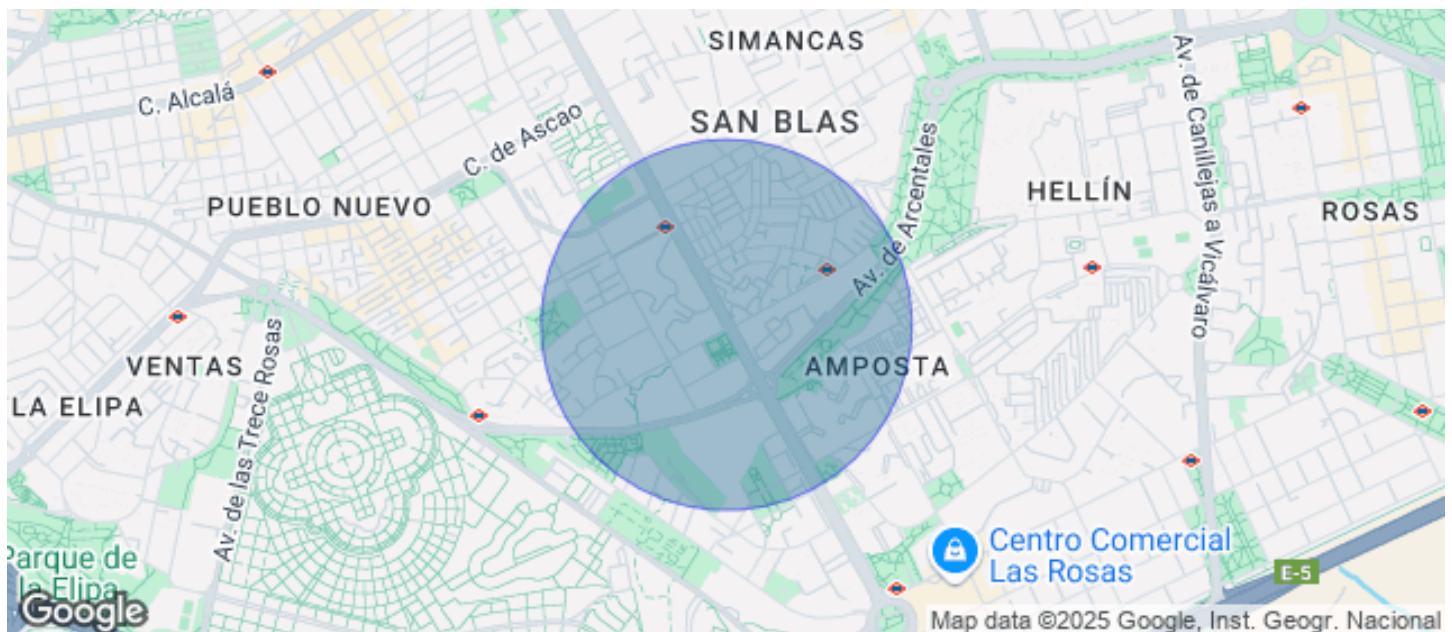 SIMANCAS
C. Alcalá
SAN BLAS
C. de Ascao
Av. de Canillejas a Vicálvaro
PUEBLO NUEVO
Av. de Arcentales
HELLÍN
ROSAS
VENTAS
AMPOSTA
LA ELIPA
Av. de las Trece Rosas
Centro Comercial
Las Rosas
Parque de
la Elipa
E-5
Google
Map data ©2025 Google, Inst. Geogr. Nacional